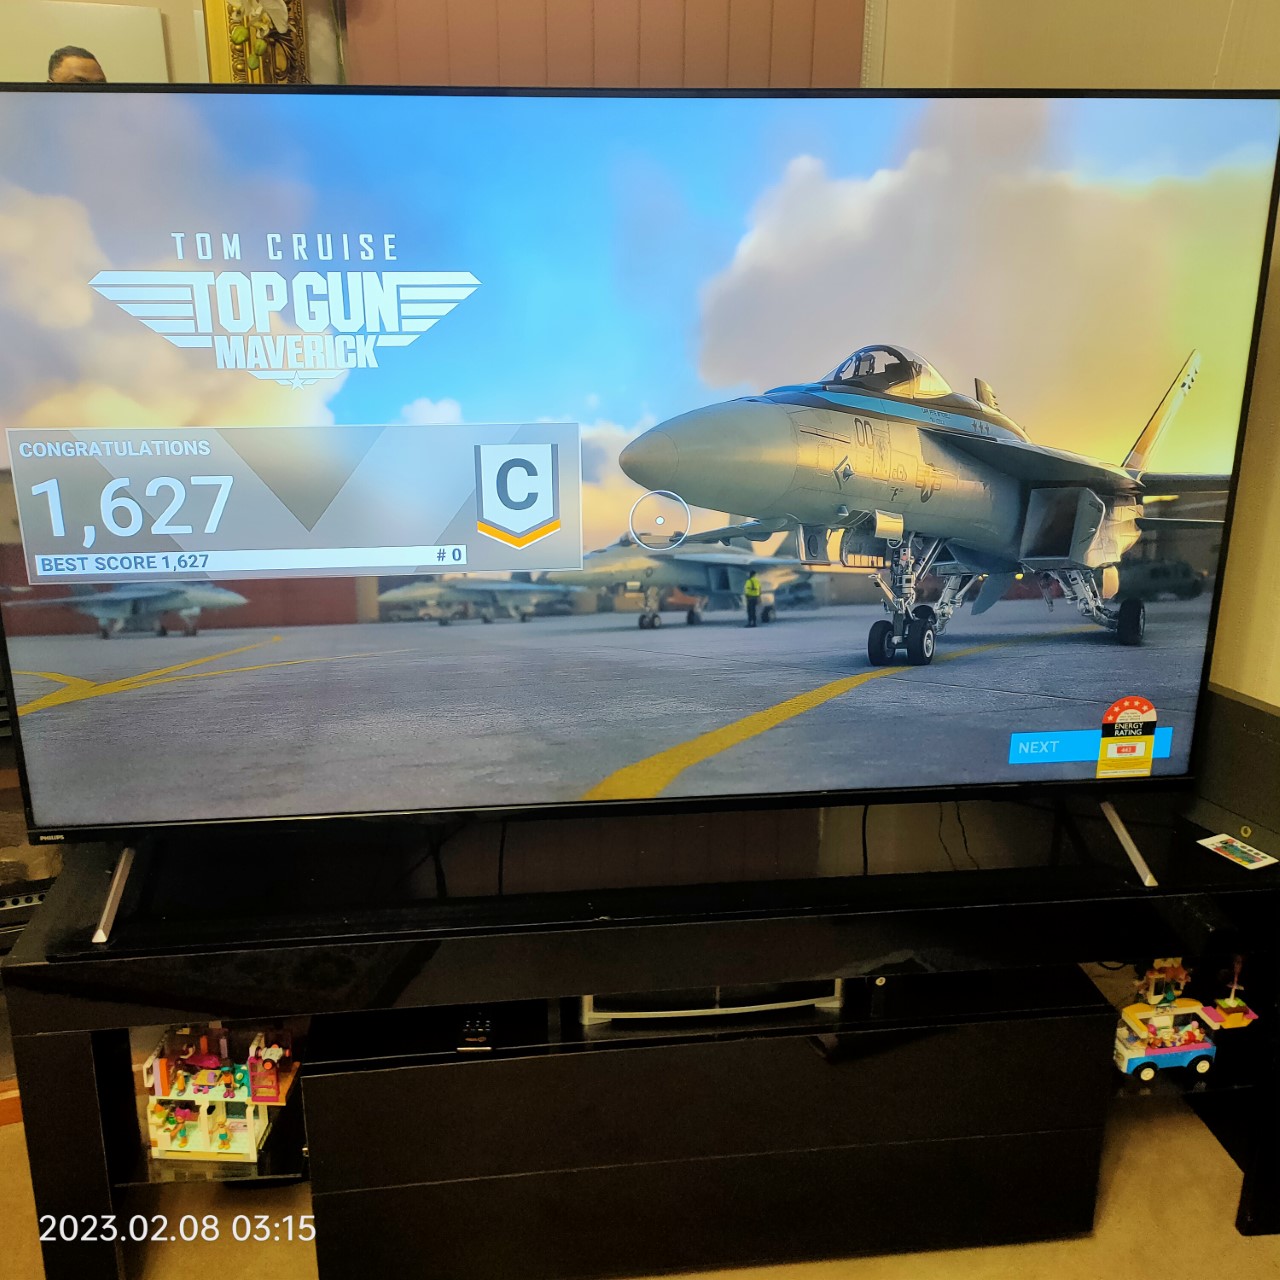 TOM CRUISE
TOP GUN
MAVERICK
CONGRATULATIONS
1,627
C
BEST SCORE 1,627 # 0
NEXT
ENERGY
RATING
PHILIPS
2023.02.08 03:15